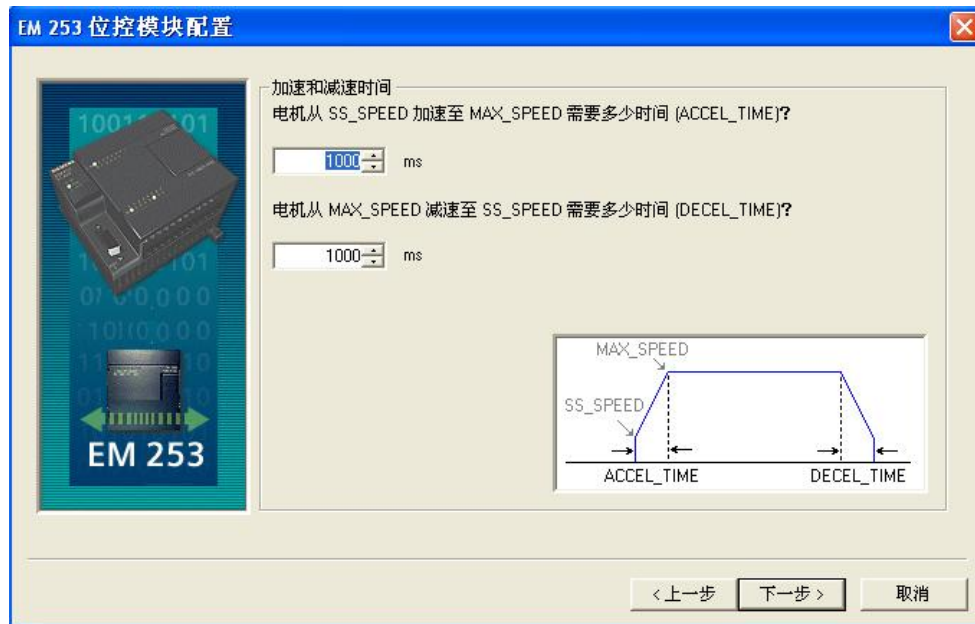 EM 253 位控模块配置
加速和减速时间
电机从 SS_SPEED 加速至 MAX_SPEED 需要多少时间 (ACCEL_TIME)?
1000 ms
电机从 MAX_SPEED 减速至 SS_SPEED 需要多少时间 (DECEL_TIME)?
1000 ms
EM 253
MAX_SPEED
SS_SPEED
ACCEL_TIME DECEL_TIME
<上一步 下一步> 取消